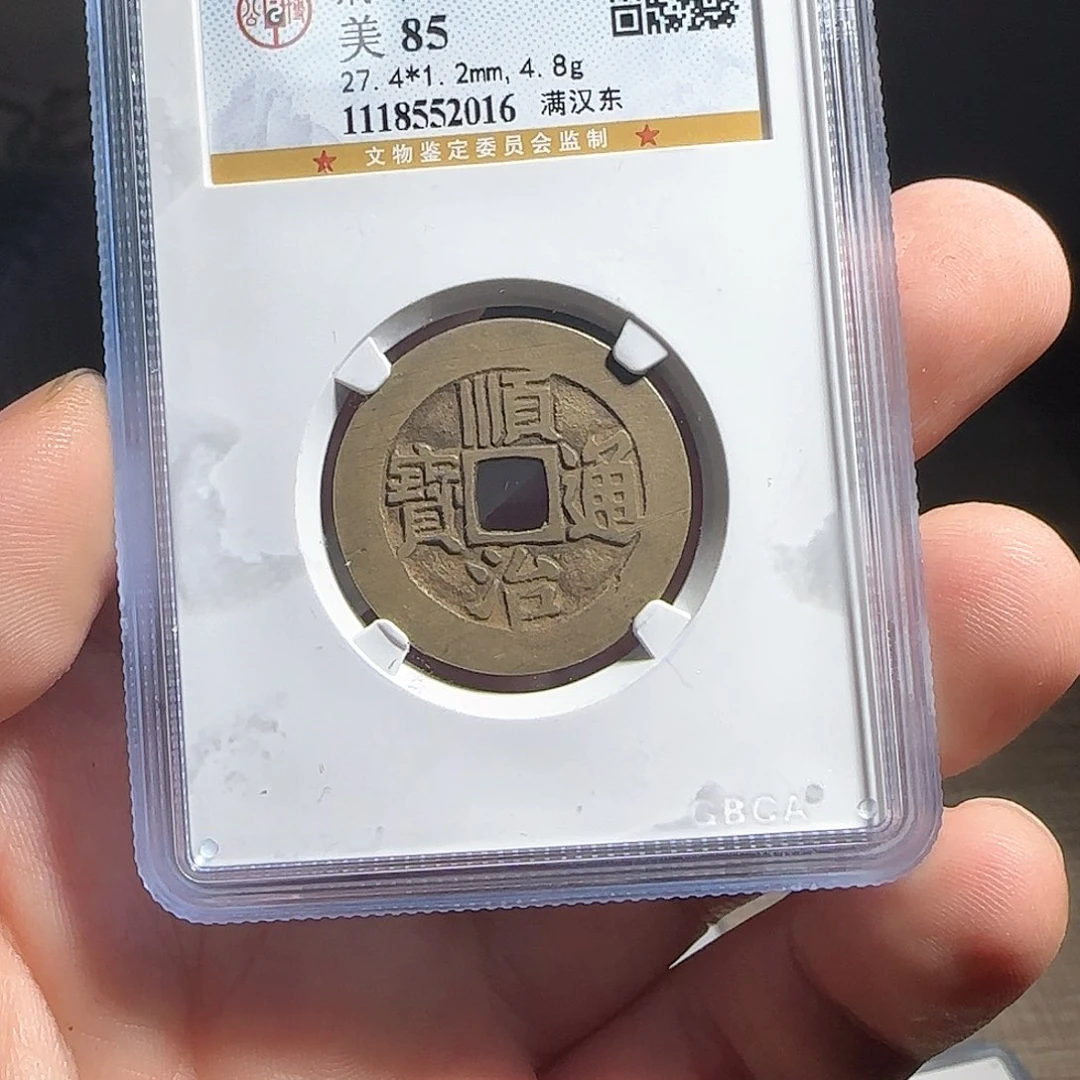 美 85
27.4*1.2mm, 4.8g
1118552016 满汉东
★ 文物鉴定委员会监制 ★
順
寶 通
治
GBCA